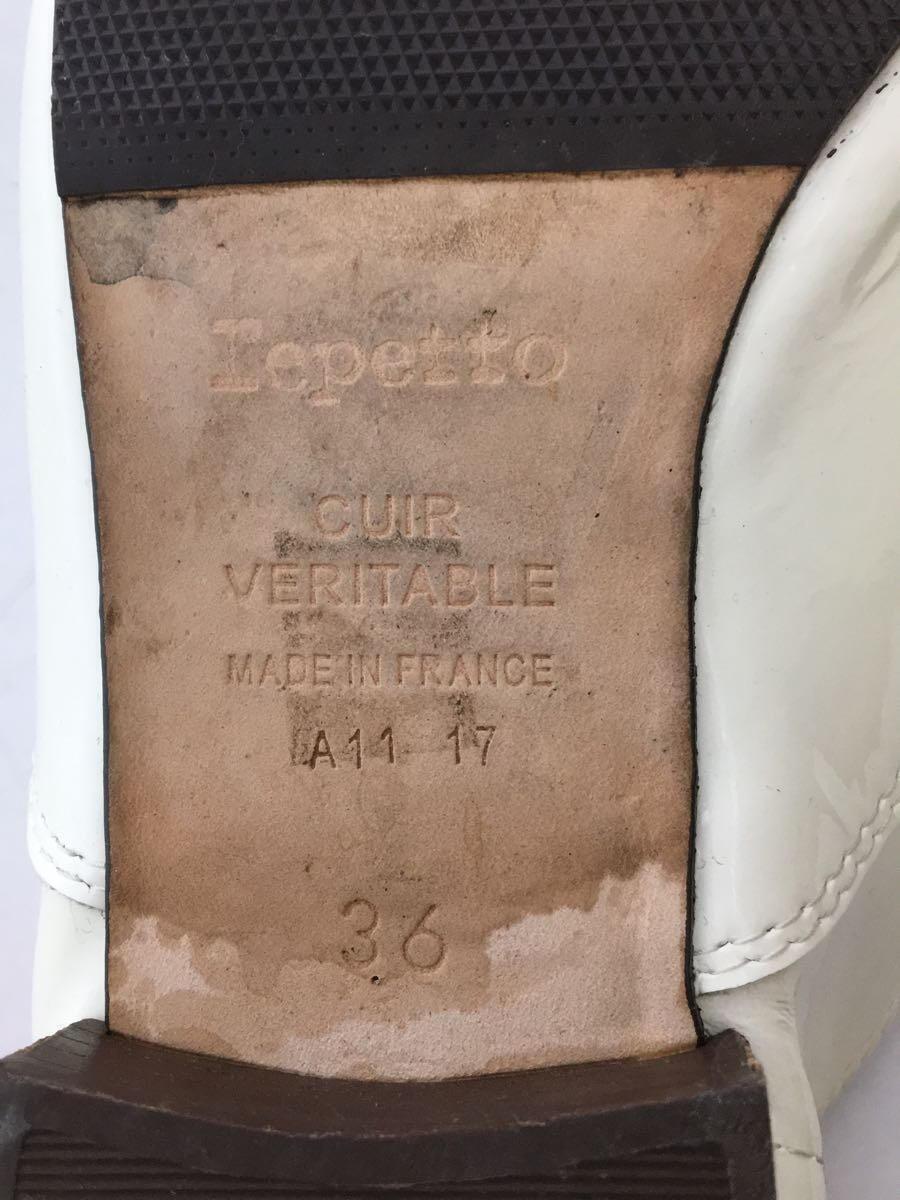 repetto
CUIR
VERITABLE
MADE IN FRANCE
A11 17
36